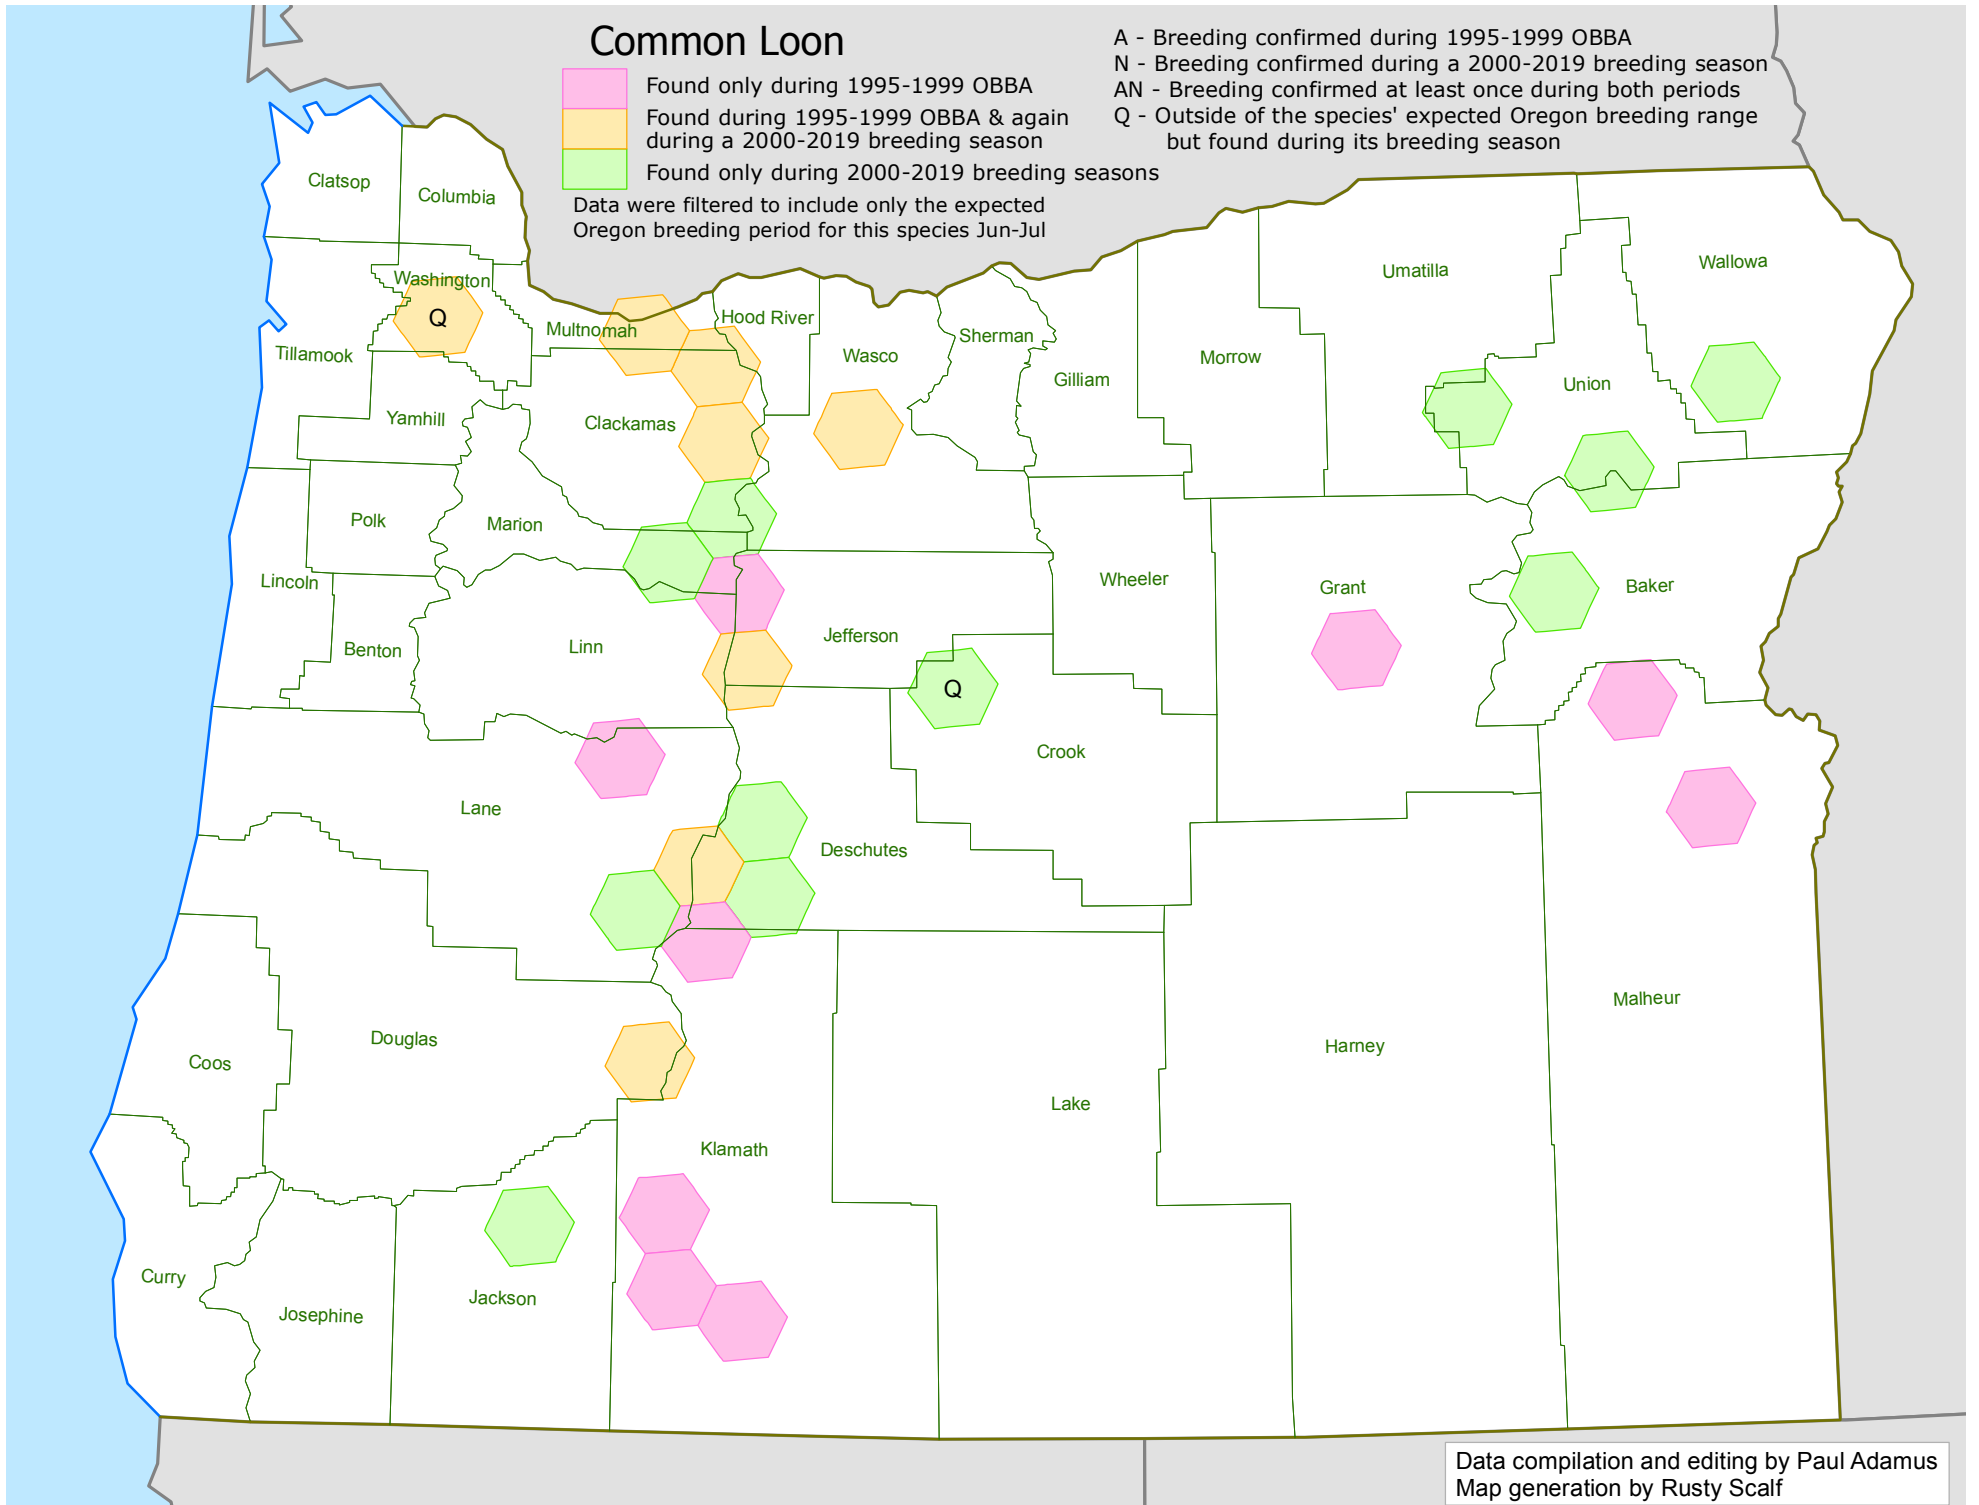 Common Loon
Found only during 1995-1999 OBBA
Found during 1995-1999 OBBA & again
during a 2000-2019 breeding season
Found only during 2000-2019 breeding seasons
Data were filtered to include only the expected
Oregon breeding period for this species Jun-Jul
A - Breeding confirmed during 1995-1999 OBBA
N - Breeding confirmed during a 2000-2019 breeding season
AN - Breeding confirmed at least once during both periods
Q - Outside of the species' expected Oregon breeding range
but found during its breeding season
Clatsop
Columbia
Washington
Q
Tillamook
Multnomah
Hood River
Wasco
Sherman
Gilliam
Morrow
Umatilla
Union
Wallowa
Yamhill
Clackamas
Polk
Marion
Lincoln
Benton
Linn
Jefferson
Wheeler
Grant
Baker
Q
Crook
Lane
Deschutes
Coos
Douglas
Klamath
Lake
Harney
Malheur
Curry
Josephine
Jackson
Data compilation and editing by Paul Adamus
Map generation by Rusty Scalf